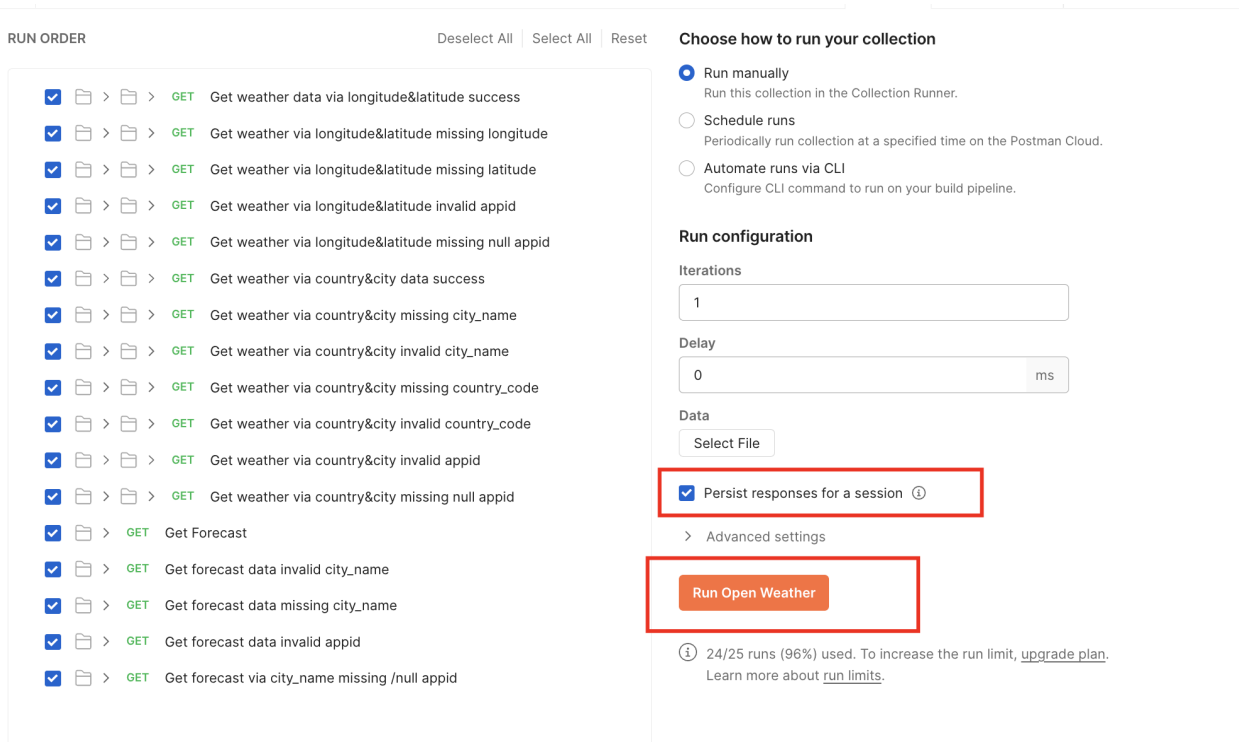 RUN ORDER
Deselect All
Select All
Reset
GET Get weather data via longitude&latitude success
GET Get weather via longitude&latitude missing longitude
GET Get weather via longitude&latitude missing latitude
GET Get weather via longitude&latitude invalid appid
GET Get weather via longitude&latitude missing null appid
GET Get weather via country&city data success
GET Get weather via country&city missing city_name
GET Get weather via country&city invalid city_name
GET Get weather via country&city missing country_code
GET Get weather via country&city invalid country_code
GET Get weather via country&city invalid appid
GET Get weather via country&city missing null appid
GET Get Forecast
GET Get forecast data invalid city_name
GET Get forecast data missing city_name
GET Get forecast data invalid appid
GET Get forecast via city_name missing /null appid
Choose how to run your collection
Run manually
Run this collection in the Collection Runner.
Schedule runs
Periodically run collection at a specified time on the Postman Cloud.
Automate runs via CLI
Configure CLI command to run on your build pipeline.
Run configuration
Iterations
1
Delay
0 ms
Data
Select File
Persist responses for a session
Advanced settings
Run Open Weather
24/25 runs (96%) used. To increase the run limit, upgrade plan.
Learn more about run limits.